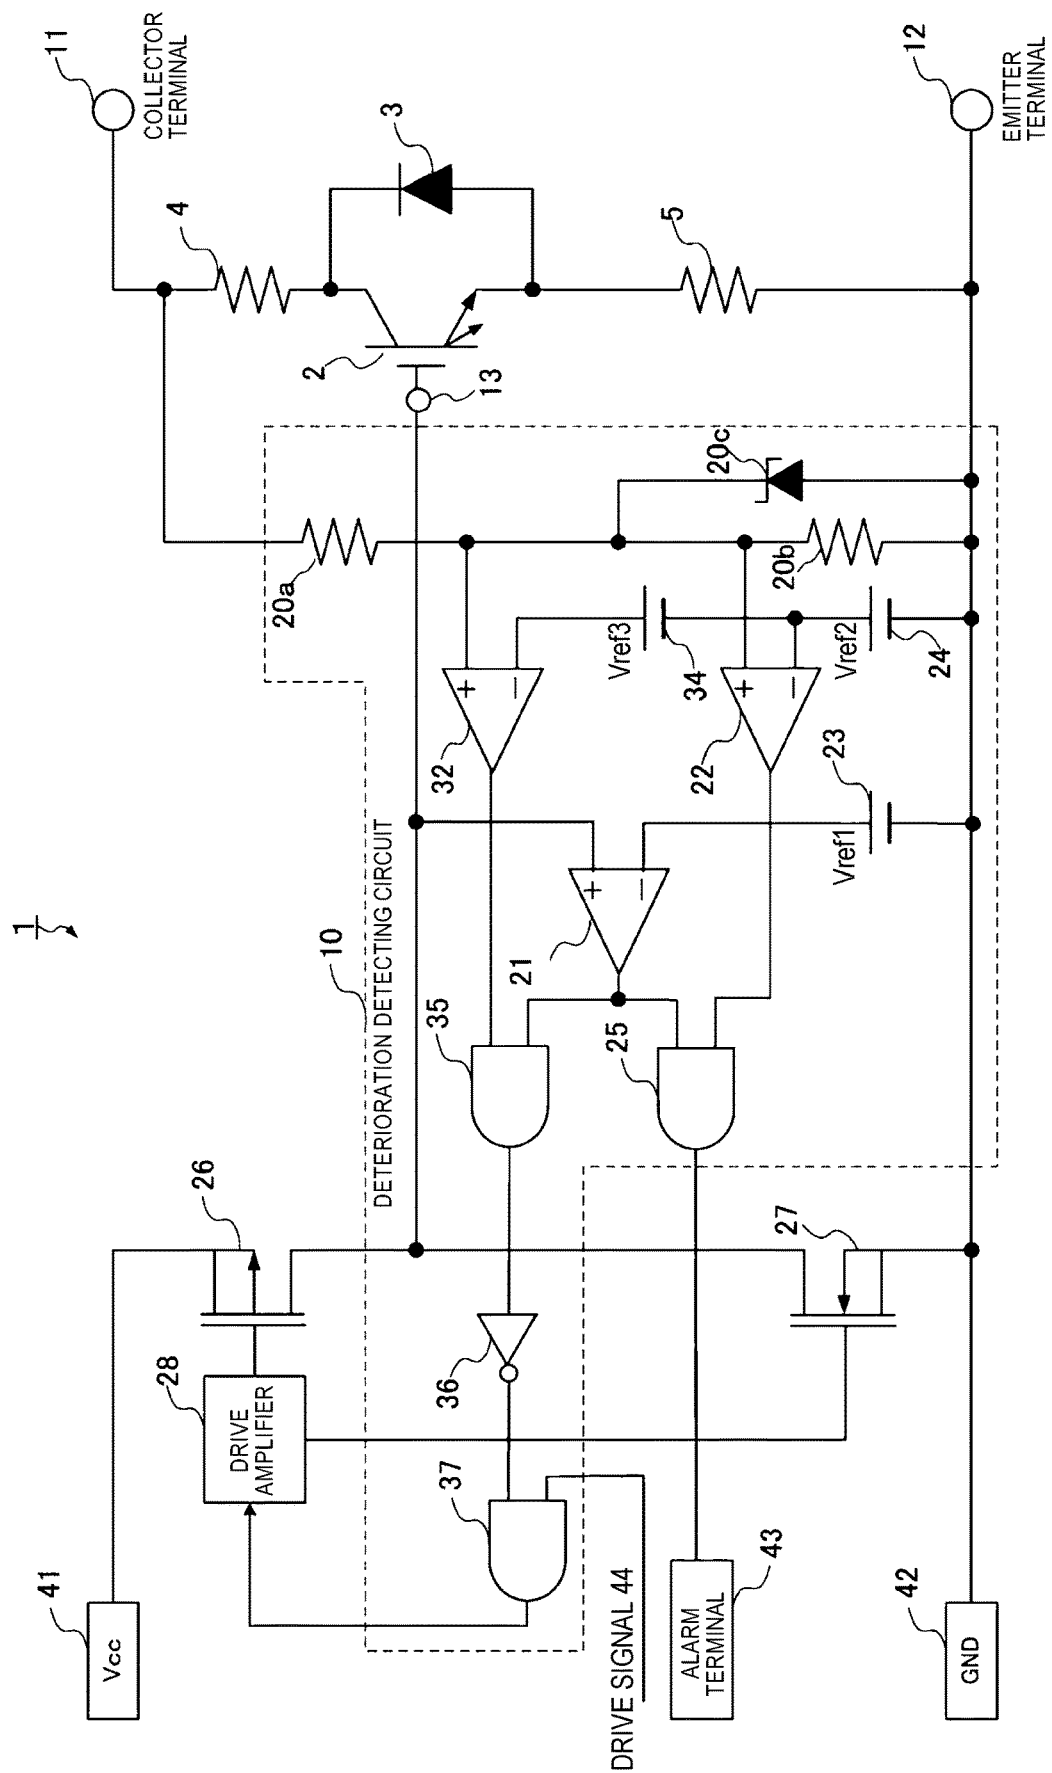 1
41
Vcc
28
DRIVE
AMPLIFIER
26
10
DETERIORATION DETECTING CIRCUIT
11
COLLECTOR
TERMINAL
4
3
2
13
20a
32
35
36
37
DRIVE SIGNAL 44
21
25
Vref3
34
22
20c
20b
5
Vref2
24
23
Vref1
27
ALARM
TERMINAL
43
42
GND
12
EMITTER
TERMINAL